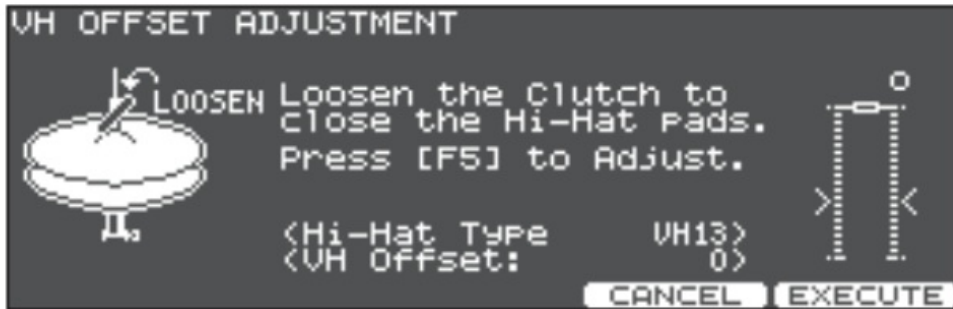 VH OFFSET ADJUSTMENT
LOOSEN
Loosen the Clutch to
close the Hi-Hat pads.
Press [F5] to Adjust.
<Hi-Hat Type VH13>
<VH Offset: 0>
CANCEL EXECUTE